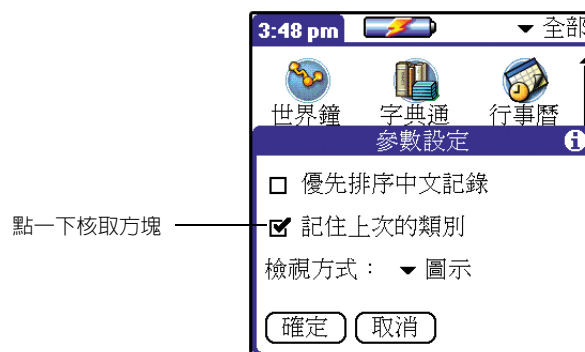 3:48 pm
全部
世界鐘 字典通 行事曆
參數設定
優先排序中文記錄
點一下核取方塊
記住上次的類別
檢視方式： 圖示
確定 取消